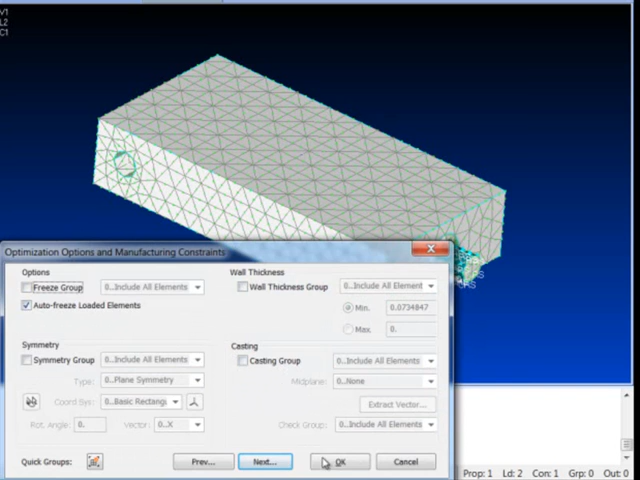 V1
L2
C1
Optimization Options and Manufacturing Constraints
Options
Freeze Group 0..Include All Elements
Auto-freeze Loaded Elements
Wall Thickness
Wall Thickness Group 0..Include All Element
Min. 0.0734847
Max. 0.
Symmetry
Symmetry Group 0..Include All Elements
Type: 0..Plane Symmetry
Coord Sys: 0..Basic Rectangu
Rot. Angle: 0. Vector: 0..X
Casting
Casting Group 0..Include All Elements
Midplane: 0..None
Extract Vector...
Check Group: 0..Include All Elements
Quick Groups: Prev... Next... OK Cancel
Prop: 1 Ld: 2 Con: 1 Grp: 0 Out: 0